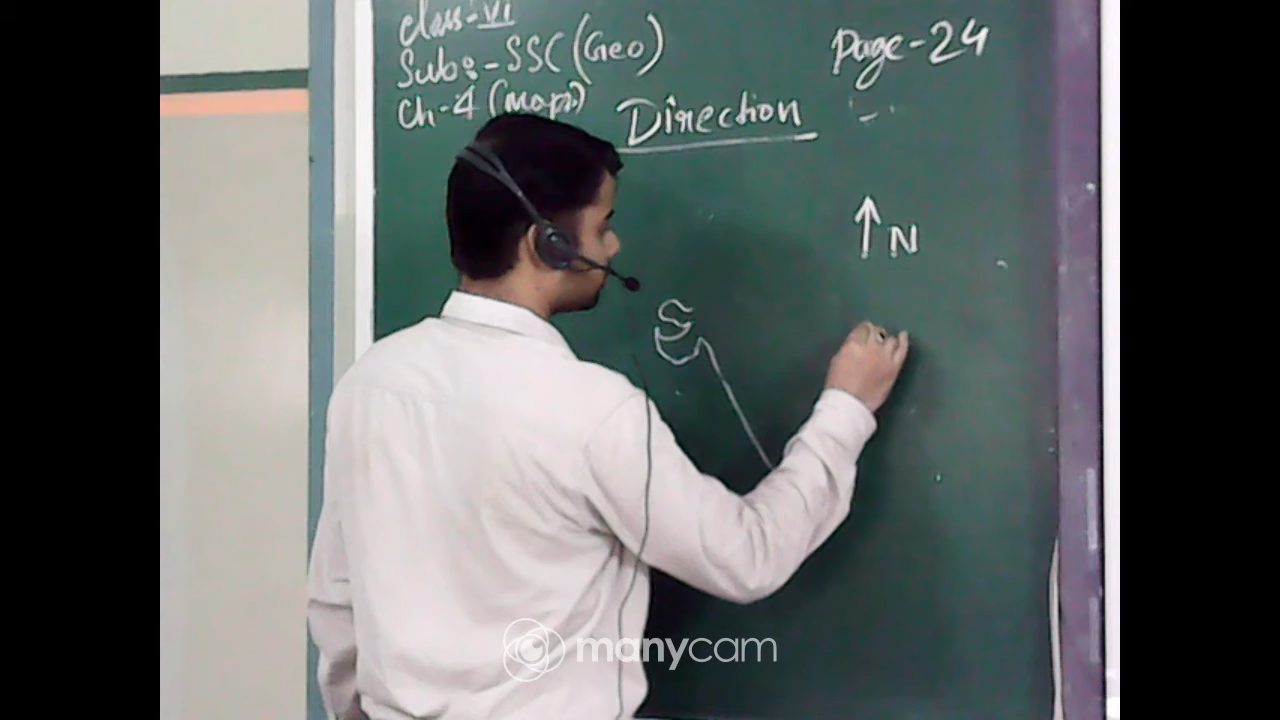 Class-VI
Sub:-SSC (Geo)
Ch-4 (Maps)
Direction
Page-24
N
manycam